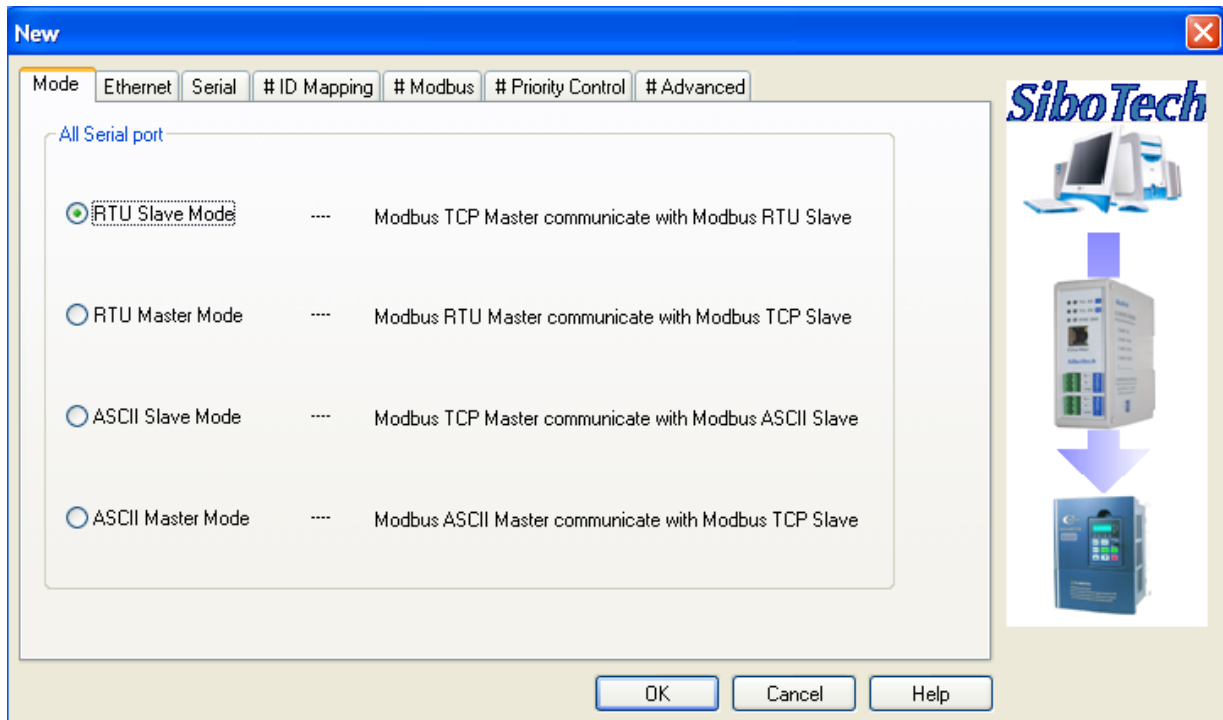 New
Mode Ethernet Serial # ID Mapping # Modbus # Priority Control # Advanced
SiboTech
All Serial port
RTU Slave Mode ---- Modbus TCP Master communicate with Modbus RTU Slave
RTU Master Mode ---- Modbus RTU Master communicate with Modbus TCP Slave
ASCII Slave Mode ---- Modbus TCP Master communicate with Modbus ASCII Slave
ASCII Master Mode ---- Modbus ASCII Master communicate with Modbus TCP Slave
OK Cancel Help